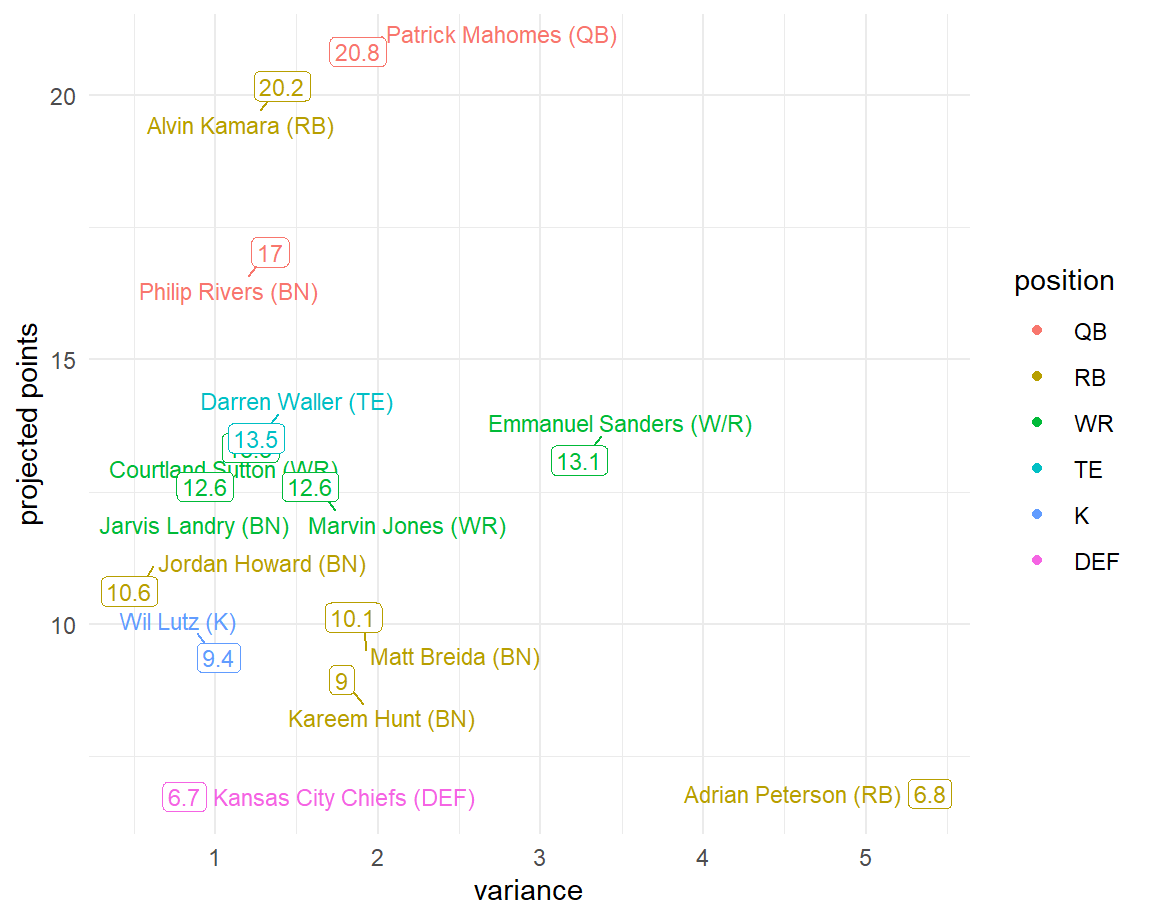 Patrick Mahomes (QB)
20.8
20.2
20
Alvin Kamara (RB)
17
Philip Rivers (BN)
position
QB
RB
WR
TE
K
DEF
projected points
15
Darren Waller (TE)
13.5
Emmanuel Sanders (W/R)
13.1
Courtland Sutton (WR)
12.6
12.6
Jarvis Landry (BN)
Marvin Jones (WR)
Jordan Howard (BN)
10.6
10
Wil Lutz (K)
10.1
9.4
Matt Breida (BN)
9
Kareem Hunt (BN)
6.7 Kansas City Chiefs (DEF)
Adrian Peterson (RB) 6.8
1 2 3 4 5
variance